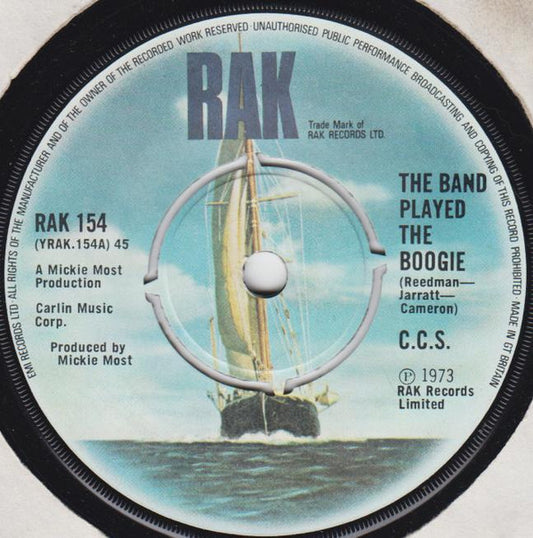 EMI RECORDS LTD·ALL RIGHTS OF THE MANUFACTURER AND OF THE OWNER OF THE RECORDED WORK RESERVED·UNAUTHORISED PUBLIC PERFORMANCE BROADCASTING AND COPYING OF THIS RECORD PROHIBITED·MADE IN GT BRITAIN
RAK
Trade Mark of
RAK RECORDS LTD.
RAK 154
(YRAK.154A) 45
A Mickie Most
Production
Carlin Music
Corp.
Produced by
Mickie Most
THE BAND
PLAYED
THE
BOOGIE
(Reedman—
Jarratt—
Cameron)
C.C.S.
Ⓟ 1973
RAK Records
Limited